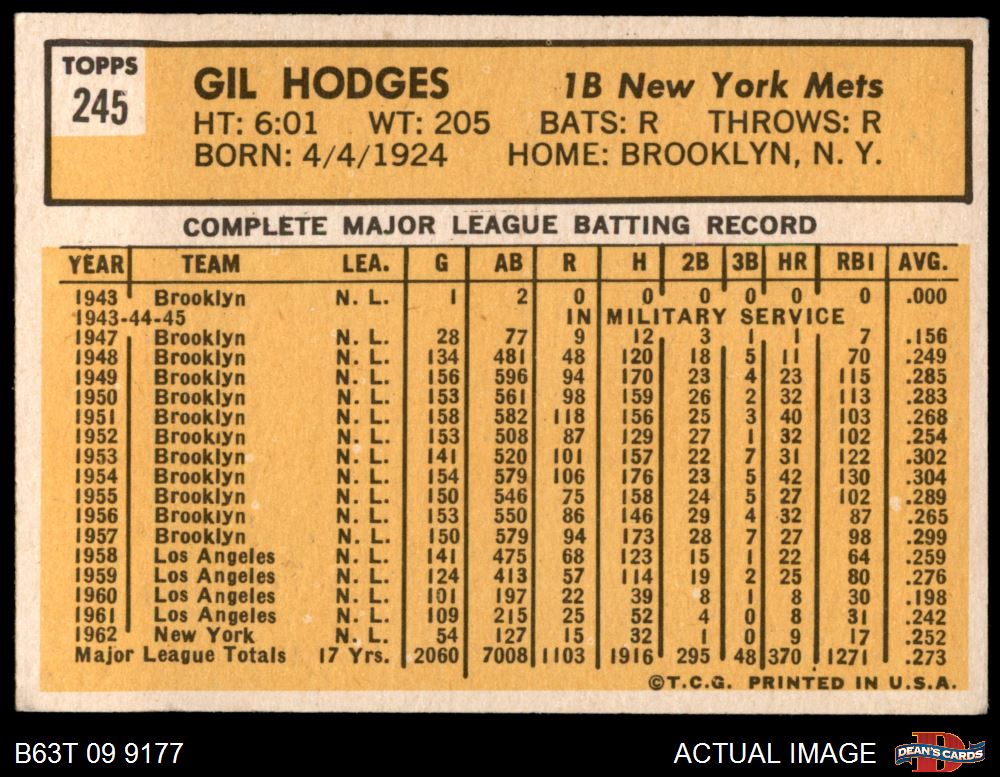 TOPPS
245
GIL HODGES 1B New York Mets
HT: 6:01 WT: 205 BATS: R THROWS: R
BORN: 4/4/1924 HOME: BROOKLYN, N. Y.
COMPLETE MAJOR LEAGUE BATTING RECORD
YEAR TEAM LEA. G AB R H 2B 3B HR RBI AVG.
1943 Brooklyn N. L. 1 2 0 0 0 0 0 0 .000
1943-44-45 IN MILITARY SERVICE
1947 Brooklyn N. L. 28 77 9 12 3 1 1 7 .156
1948 Brooklyn N. L. 134 481 48 120 18 5 11 70 .249
1949 Brooklyn N. L. 156 596 94 170 23 4 23 115 .285
1950 Brooklyn N. L. 153 561 98 159 26 2 32 113 .283
1951 Brooklyn N. L. 158 582 118 156 25 3 40 103 .268
1952 Brooklyn N. L. 153 508 87 129 27 1 32 102 .254
1953 Brooklyn N. L. 141 520 101 157 22 7 31 122 .302
1954 Brooklyn N. L. 154 579 106 176 23 5 42 130 .304
1955 Brooklyn N. L. 150 546 75 158 24 5 27 102 .289
1956 Brooklyn N. L. 153 550 86 146 29 4 32 87 .265
1957 Brooklyn N. L. 150 579 94 173 28 7 27 98 .299
1958 Los Angeles N. L. 141 475 68 123 15 1 22 64 .259
1959 Los Angeles N. L. 124 413 57 114 19 2 25 80 .276
1960 Los Angeles N. L. 101 197 22 39 8 1 8 30 .198
1961 Los Angeles N. L. 109 215 25 52 4 0 8 31 .242
1962 New York N. L. 54 127 15 32 1 0 9 17 .252
Major League Totals 17 Yrs. 2060 7008 1103 1916 295 48 370 1271 .273
©T.C.G. PRINTED IN U.S.A.
B63T 09 9177 ACTUAL IMAGE DEAN'S CARDS